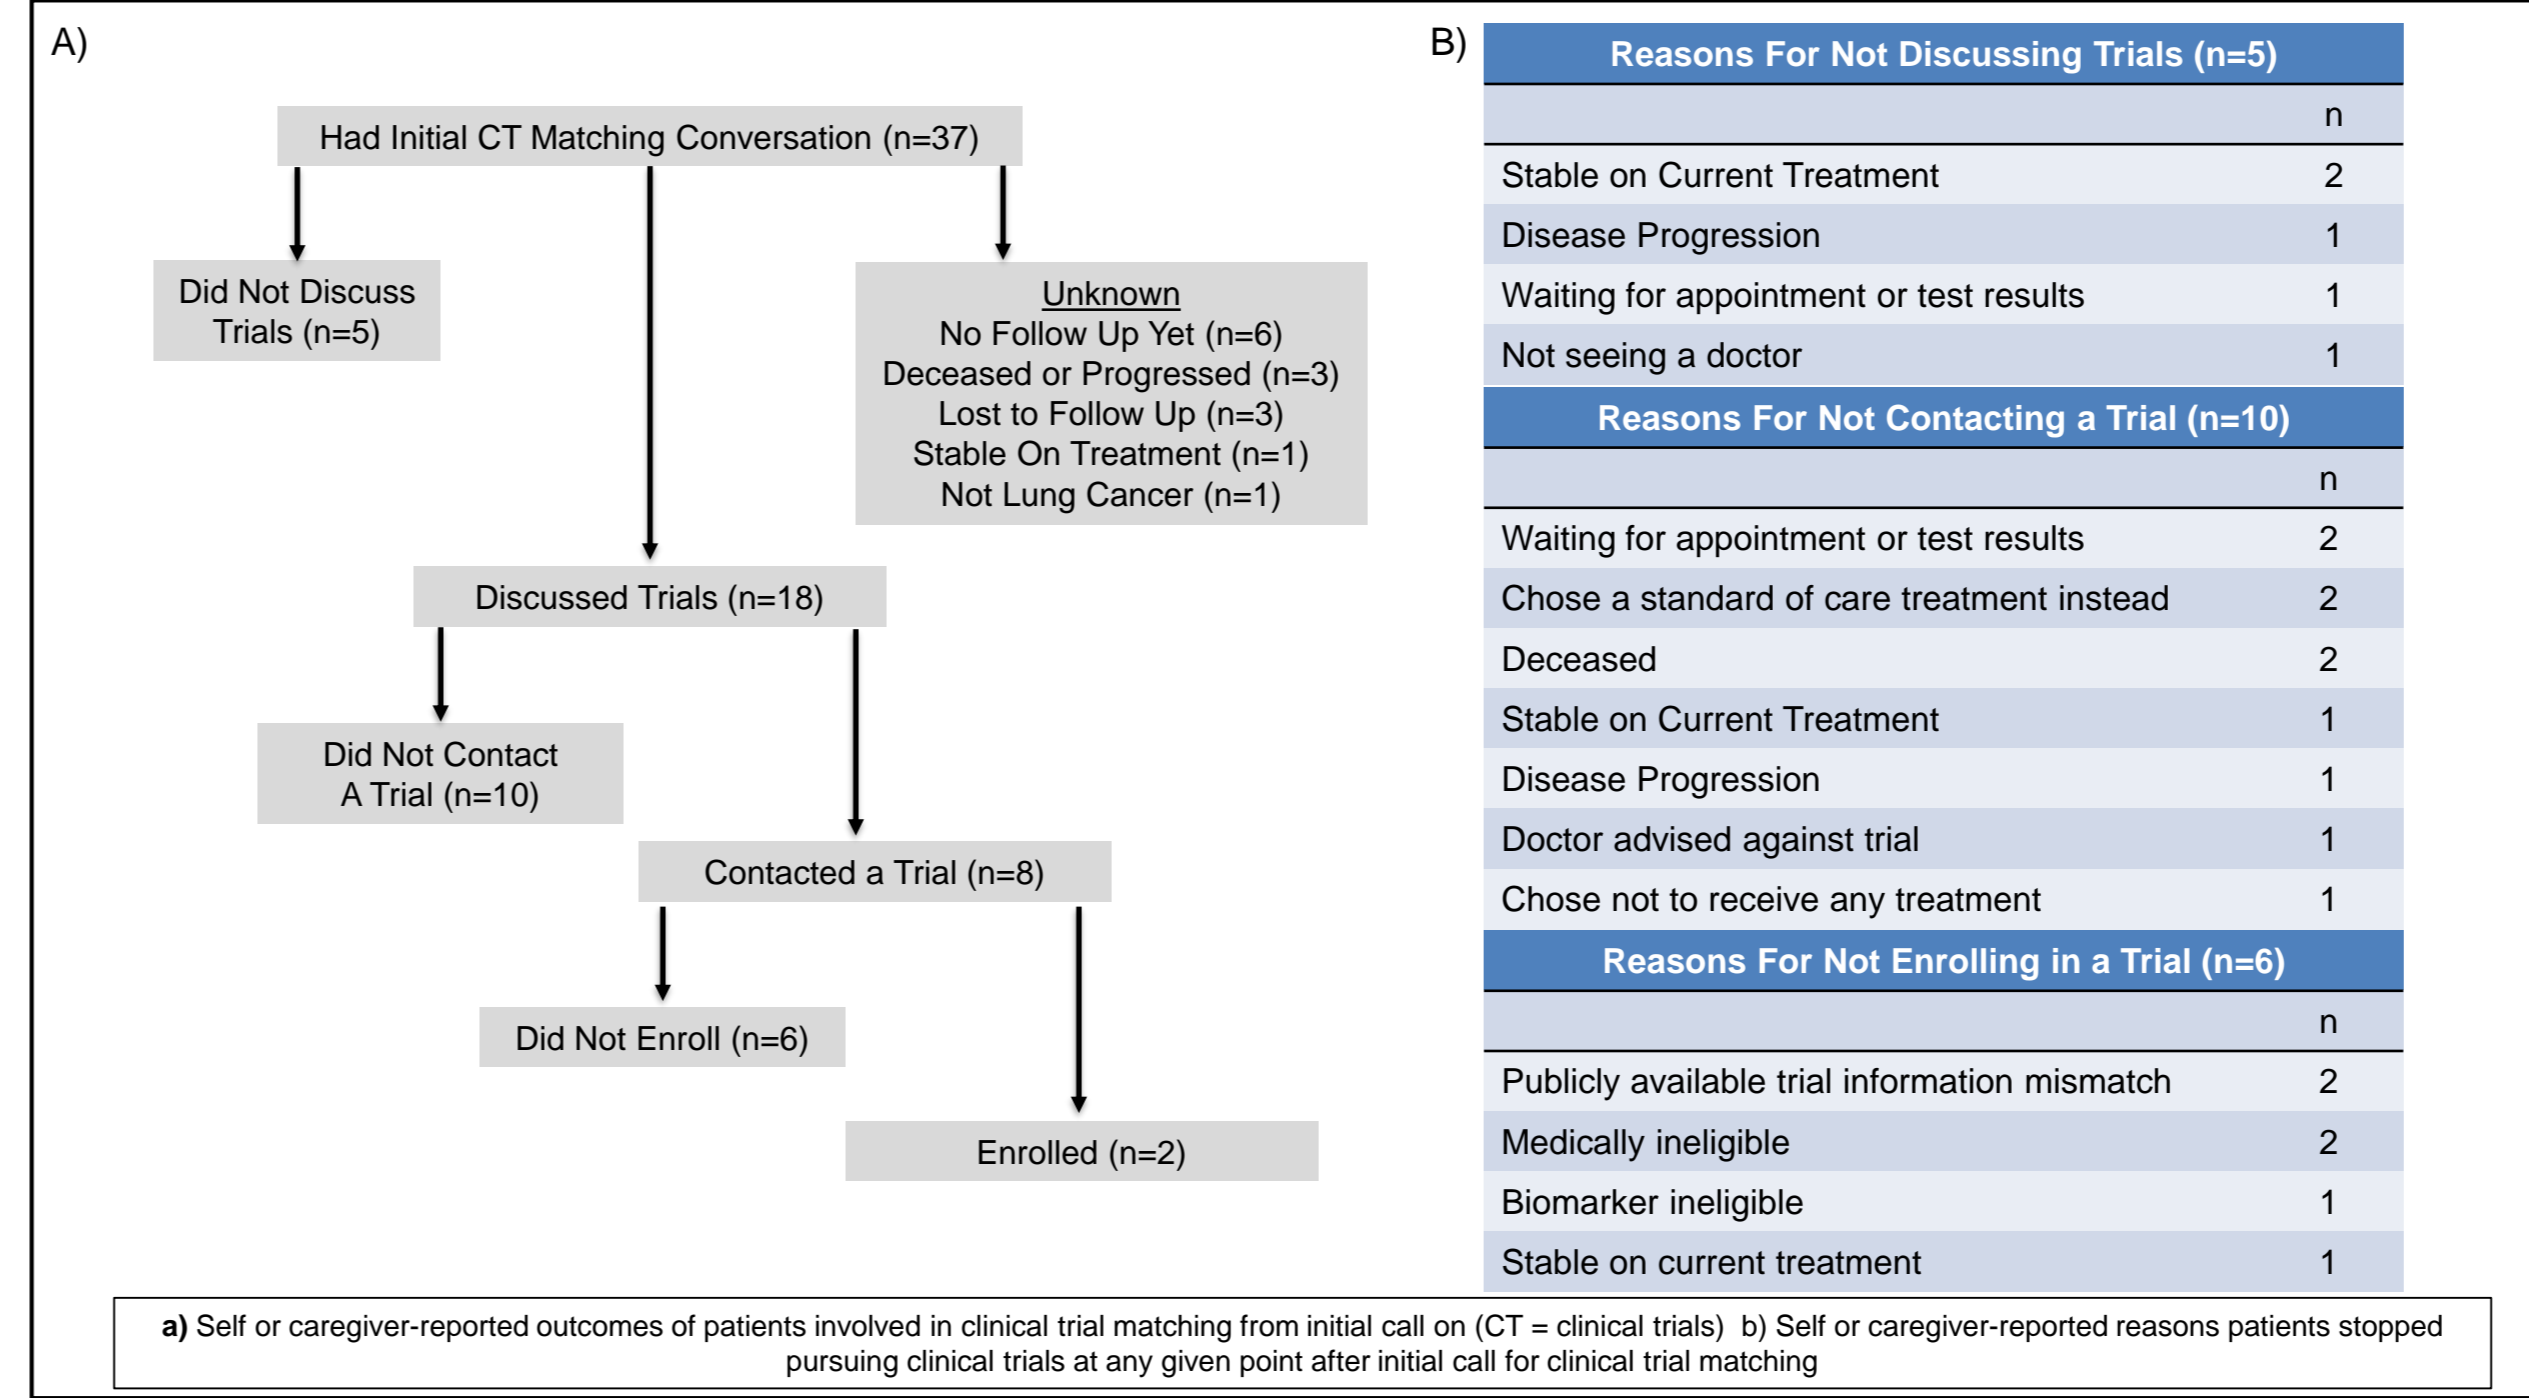 A)
Had Initial CT Matching Conversation (n=37)
Did Not Discuss
Trials (n=5)
Unknown
No Follow Up Yet (n=6)
Deceased or Progressed (n=3)
Lost to Follow Up (n=3)
Stable On Treatment (n=1)
Not Lung Cancer (n=1)
Discussed Trials (n=18)
Did Not Contact
A Trial (n=10)
Contacted a Trial (n=8)
Did Not Enroll (n=6)
Enrolled (n=2)
B)
Reasons For Not Discussing Trials (n=5)
n
Stable on Current Treatment 2
Disease Progression 1
Waiting for appointment or test results 1
Not seeing a doctor 1
Reasons For Not Contacting a Trial (n=10)
n
Waiting for appointment or test results 2
Chose a standard of care treatment instead 2
Deceased 2
Stable on Current Treatment 1
Disease Progression 1
Doctor advised against trial 1
Chose not to receive any treatment 1
Reasons For Not Enrolling in a Trial (n=6)
n
Publicly available trial information mismatch 2
Medically ineligible 2
Biomarker ineligible 1
Stable on current treatment 1
a) Self or caregiver-reported outcomes of patients involved in clinical trial matching from initial call on (CT = clinical trials) b) Self or caregiver-reported reasons patients stopped
pursuing clinical trials at any given point after initial call for clinical trial matching